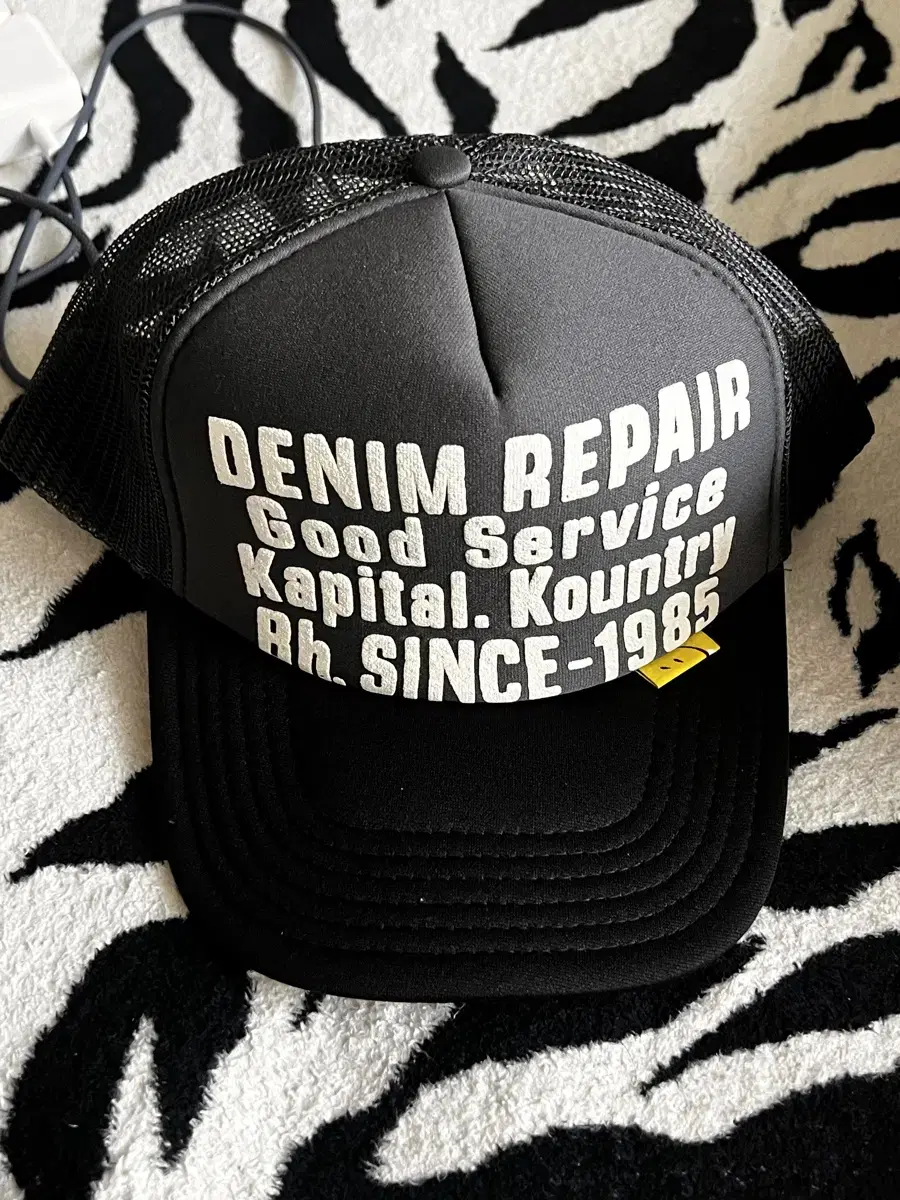 DENIM REPAIR
Good Service
Kapital. Kountry
Rh. SINCE-1985